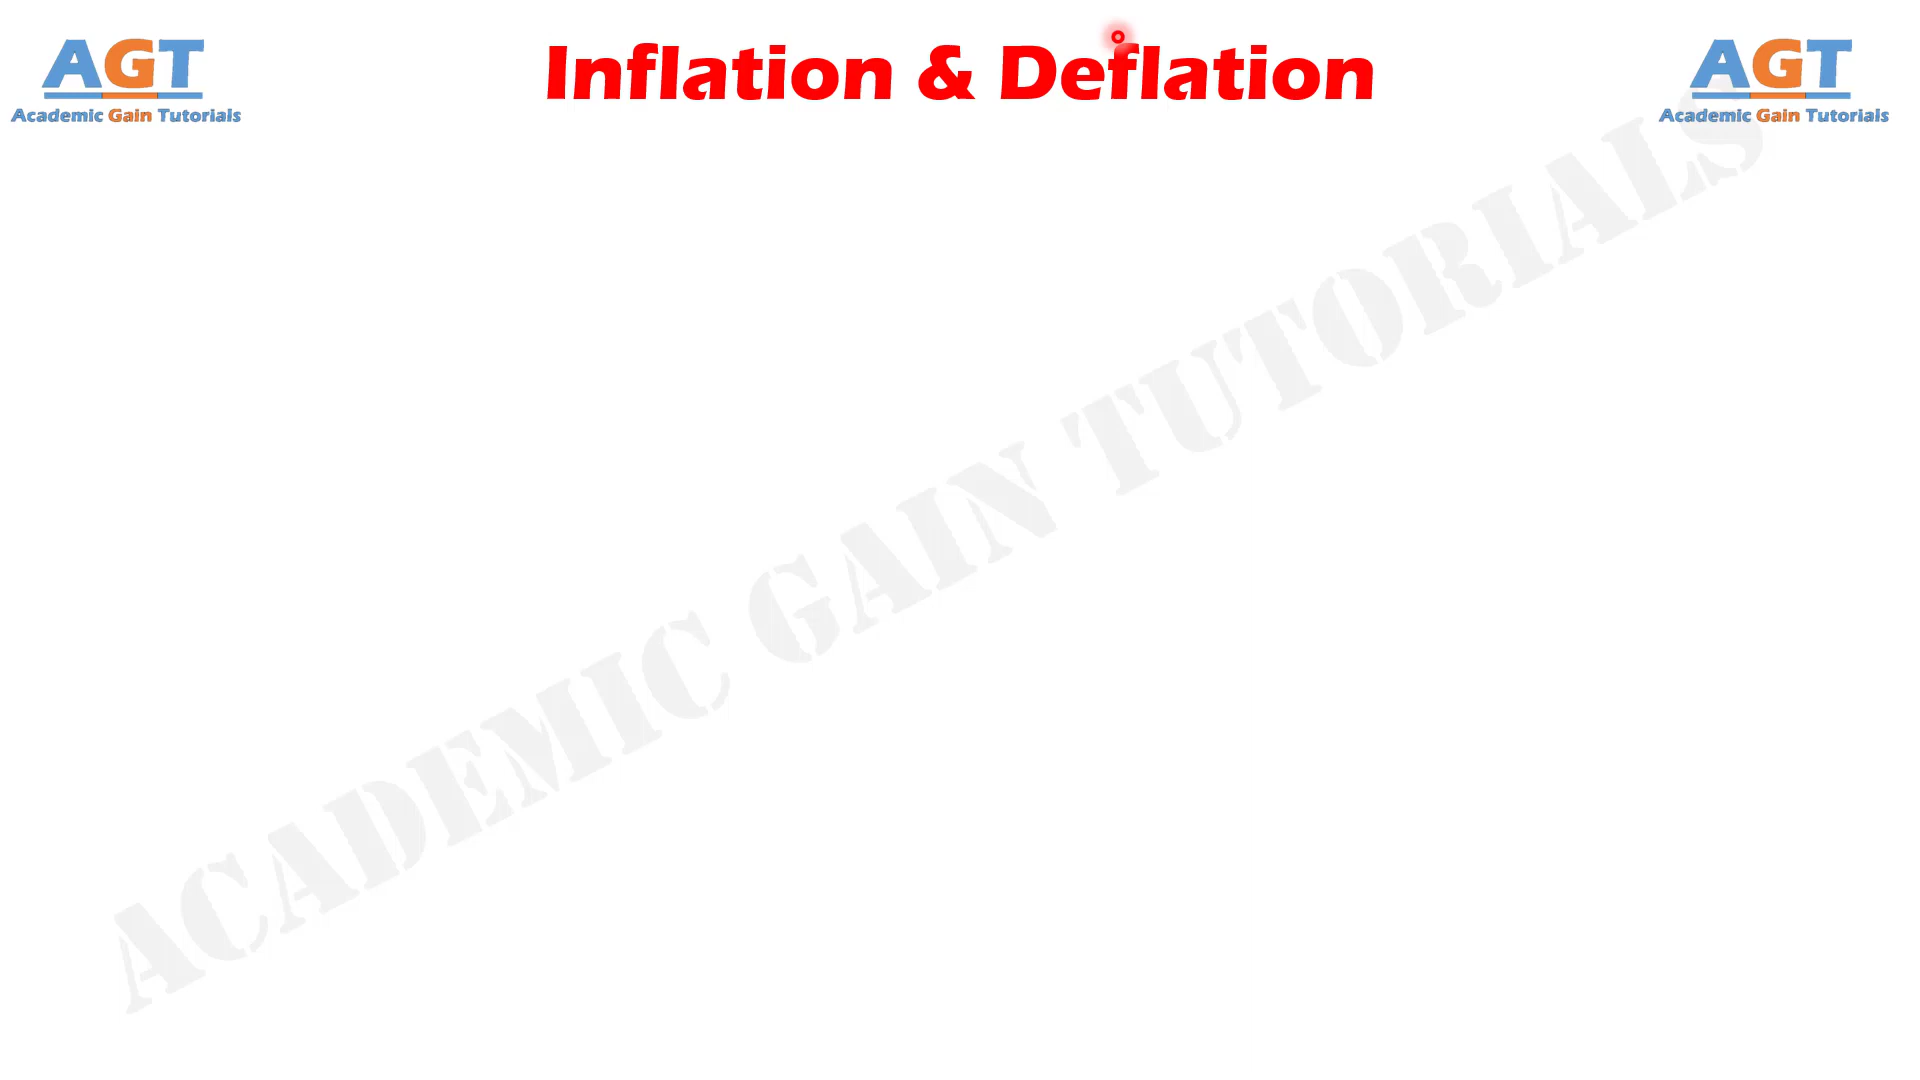 AGT
Academic Gain Tutorials
Inflation & Deflation
AGT
Academic Gain Tutorials
ACADEMIC GAIN TUTORIALS